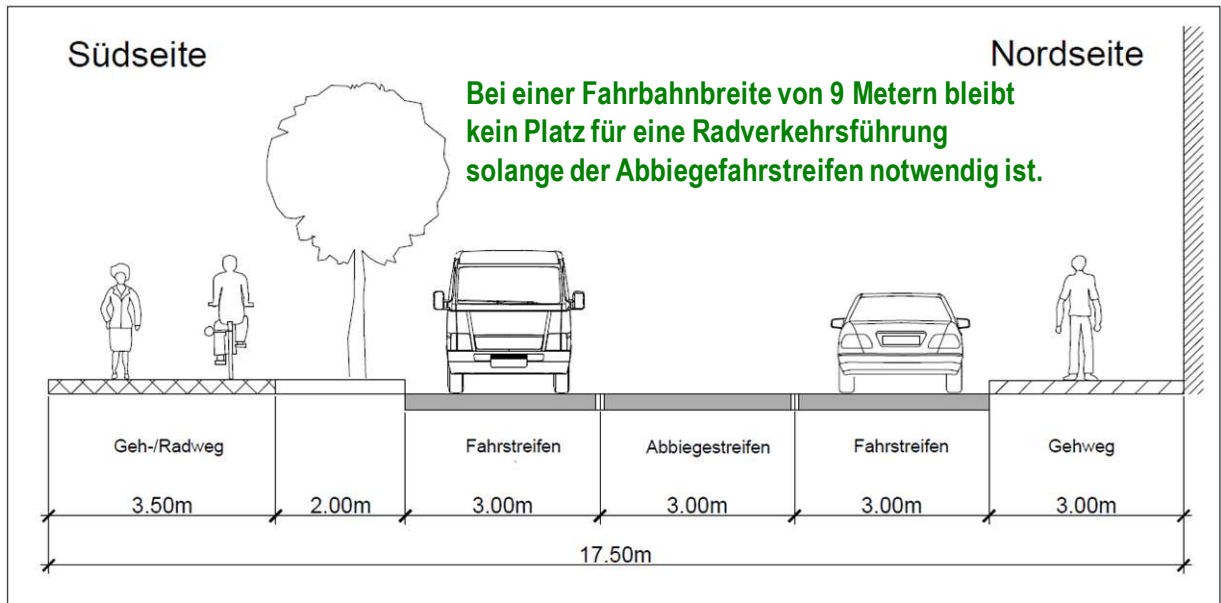 Südseite
Nordseite
Bei einer Fahrbahnbreite von 9 Metern bleibt
kein Platz für eine Radverkehrsführung
solange der Abbiegefahrstreifen notwendig ist.
Geh-/Radweg
Fahrstreifen
Abbiegestreifen
Fahrstreifen
Gehweg
3.50m
2.00m
3.00m
3.00m
3.00m
3.00m
17.50m